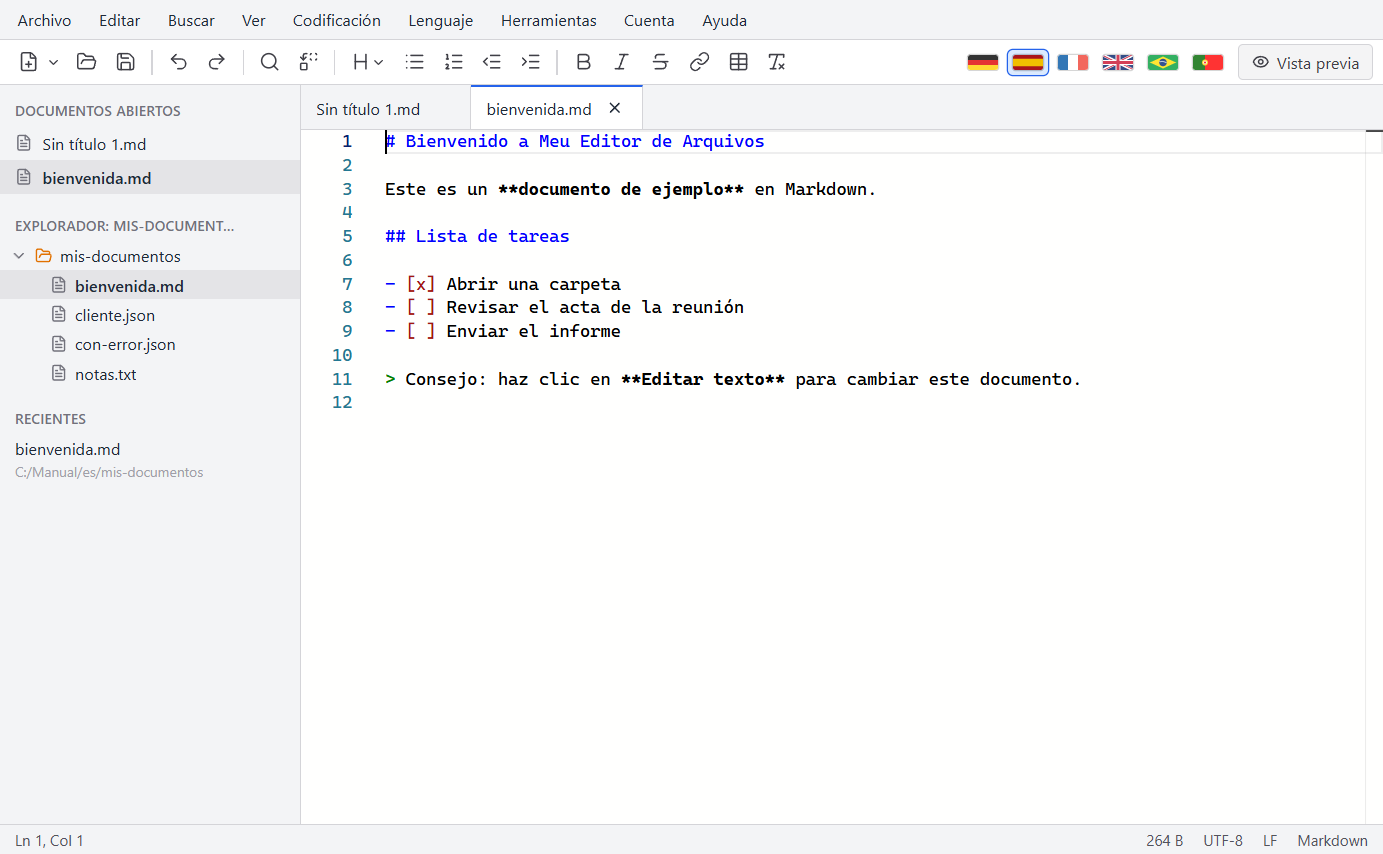 Archivo Editar Buscar Ver Codificación Lenguaje Herramientas Cuenta Ayuda
H Vista previa
DOCUMENTOS ABIERTOS
Sin título 1.md
bienvenida.md
EXPLORADOR: MIS-DOCUMENT...
mis-documentos
bienvenida.md
cliente.json
con-error.json
notas.txt
RECIENTES
bienvenida.md
C:/Manual/es/mis-documentos
Sin título 1.md bienvenida.md
1 # Bienvenido a Meu Editor de Arquivos
2
3 Este es un **documento de ejemplo** en Markdown.
4
5 ## Lista de tareas
6
7 - [x] Abrir una carpeta
8 - [ ] Revisar el acta de la reunión
9 - [ ] Enviar el informe
10
11 > Consejo: haz clic en **Editar texto** para cambiar este documento.
12
Ln 1, Col 1 264 B UTF-8 LF Markdown